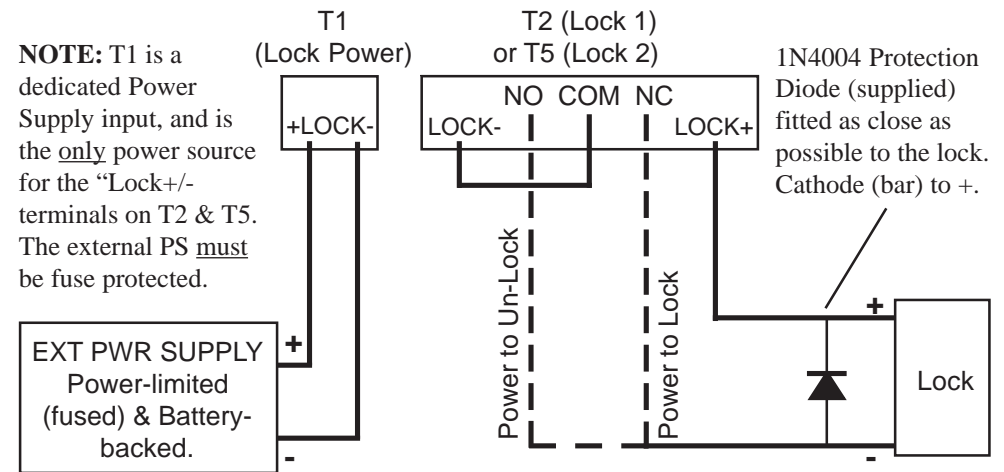 NOTE: T1 is a
dedicated Power
Supply input, and is
the only power source
for the “Lock+/-
terminals on T2 & T5.
The external PS must
be fuse protected.
T1
(Lock Power)
+LOCK-
T2 (Lock 1)
or T5 (Lock 2)
NO COM NC
LOCK- LOCK+
1N4004 Protection
Diode (supplied)
fitted as close as
possible to the lock.
Cathode (bar) to +.
EXT PWR SUPPLY
Power-limited
(fused) & Battery-
backed.
+
-
Power to Un-Lock
Power to Lock
+
-
Lock